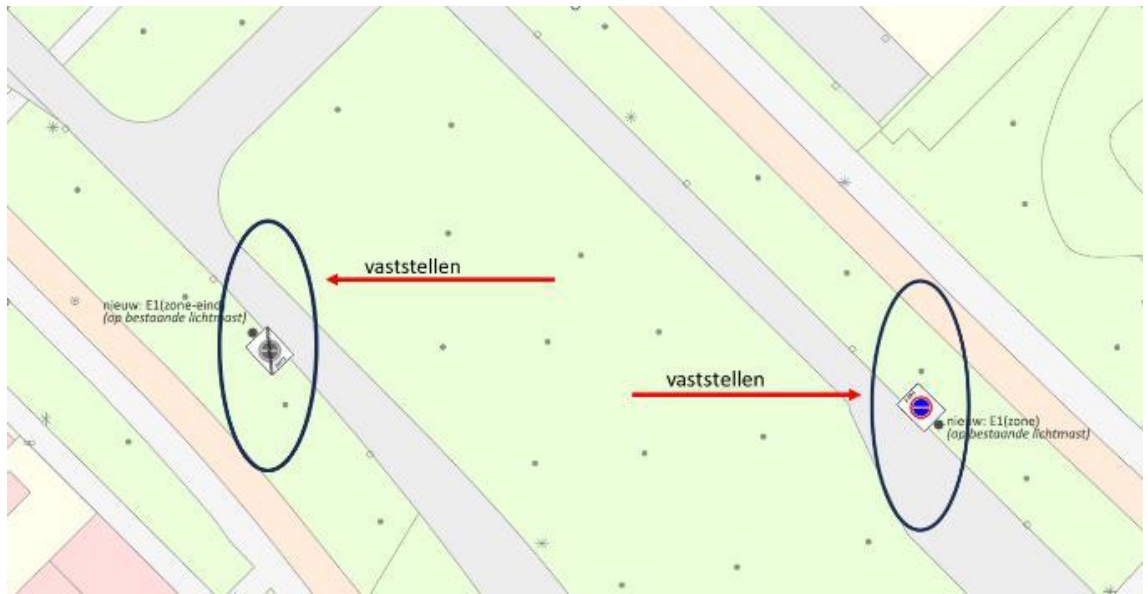 vaststellen
nieuw: E1(zone-eind)
(op bestaande lichtmast)
vaststellen
nieuw: E1(zone)
(op bestaande lichtmast)